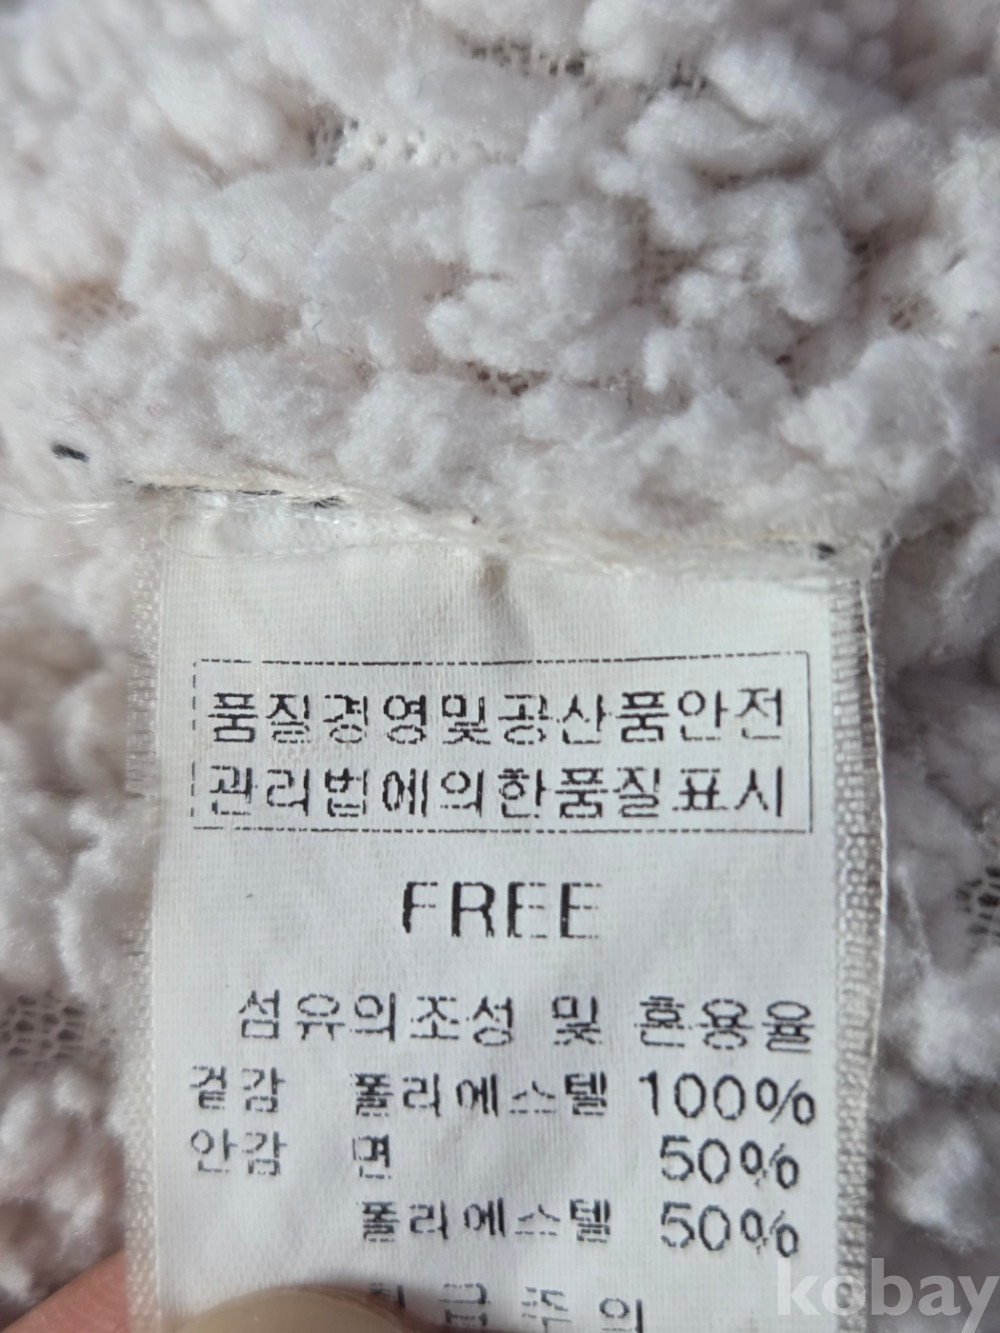 품질경영및공산품안전
관리법에의한품질표시
FREE
섬유의조성 및 혼용율
겉감 폴리에스텔 100%
안감 면 50%
폴리에스텔 50%
kobay